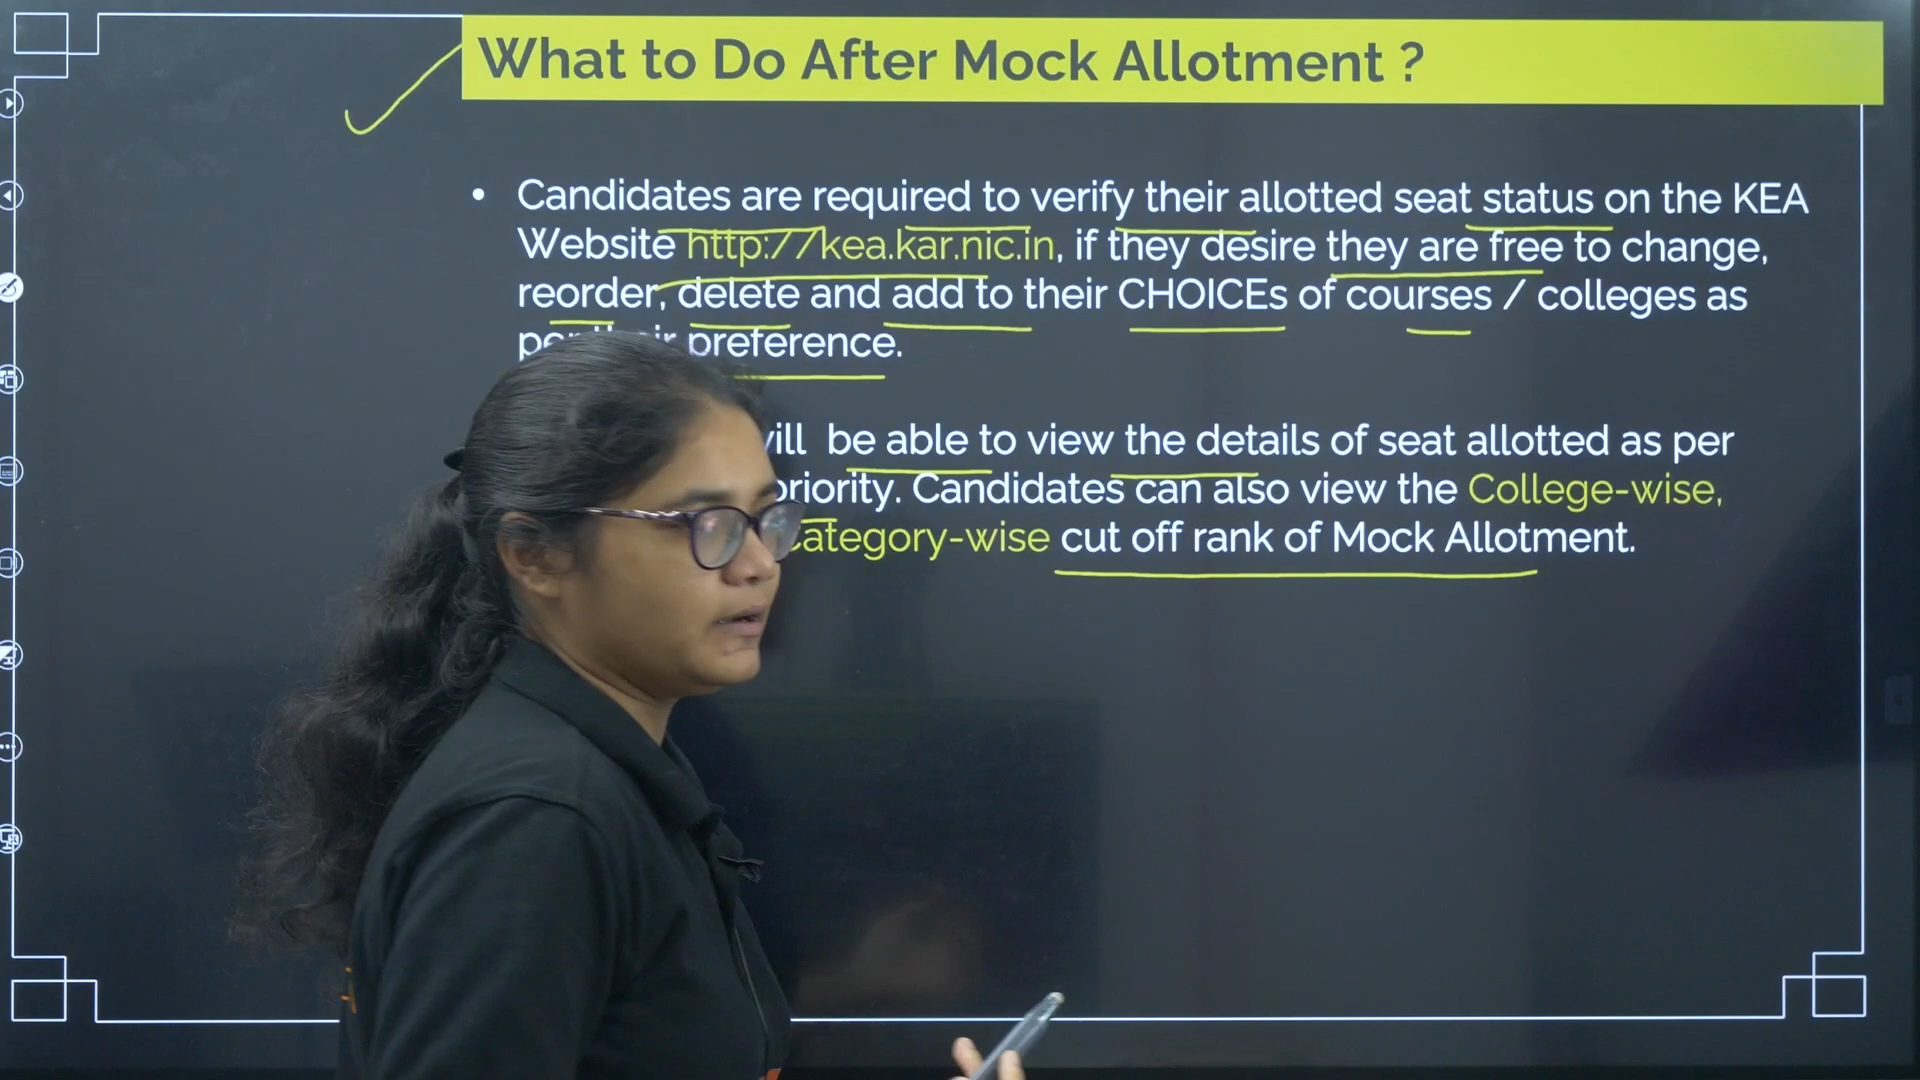 What to Do After Mock Allotment ?
• Candidates are required to verify their allotted seat status on the KEA
Website http://kea.kar.nic.in, if they desire they are free to change,
reorder, delete and add to their CHOICEs of courses / colleges as
preference.
be able to view the details of seat allotted as per
priority. Candidates can also view the College-wise,
Category-wise cut off rank of Mock Allotment.